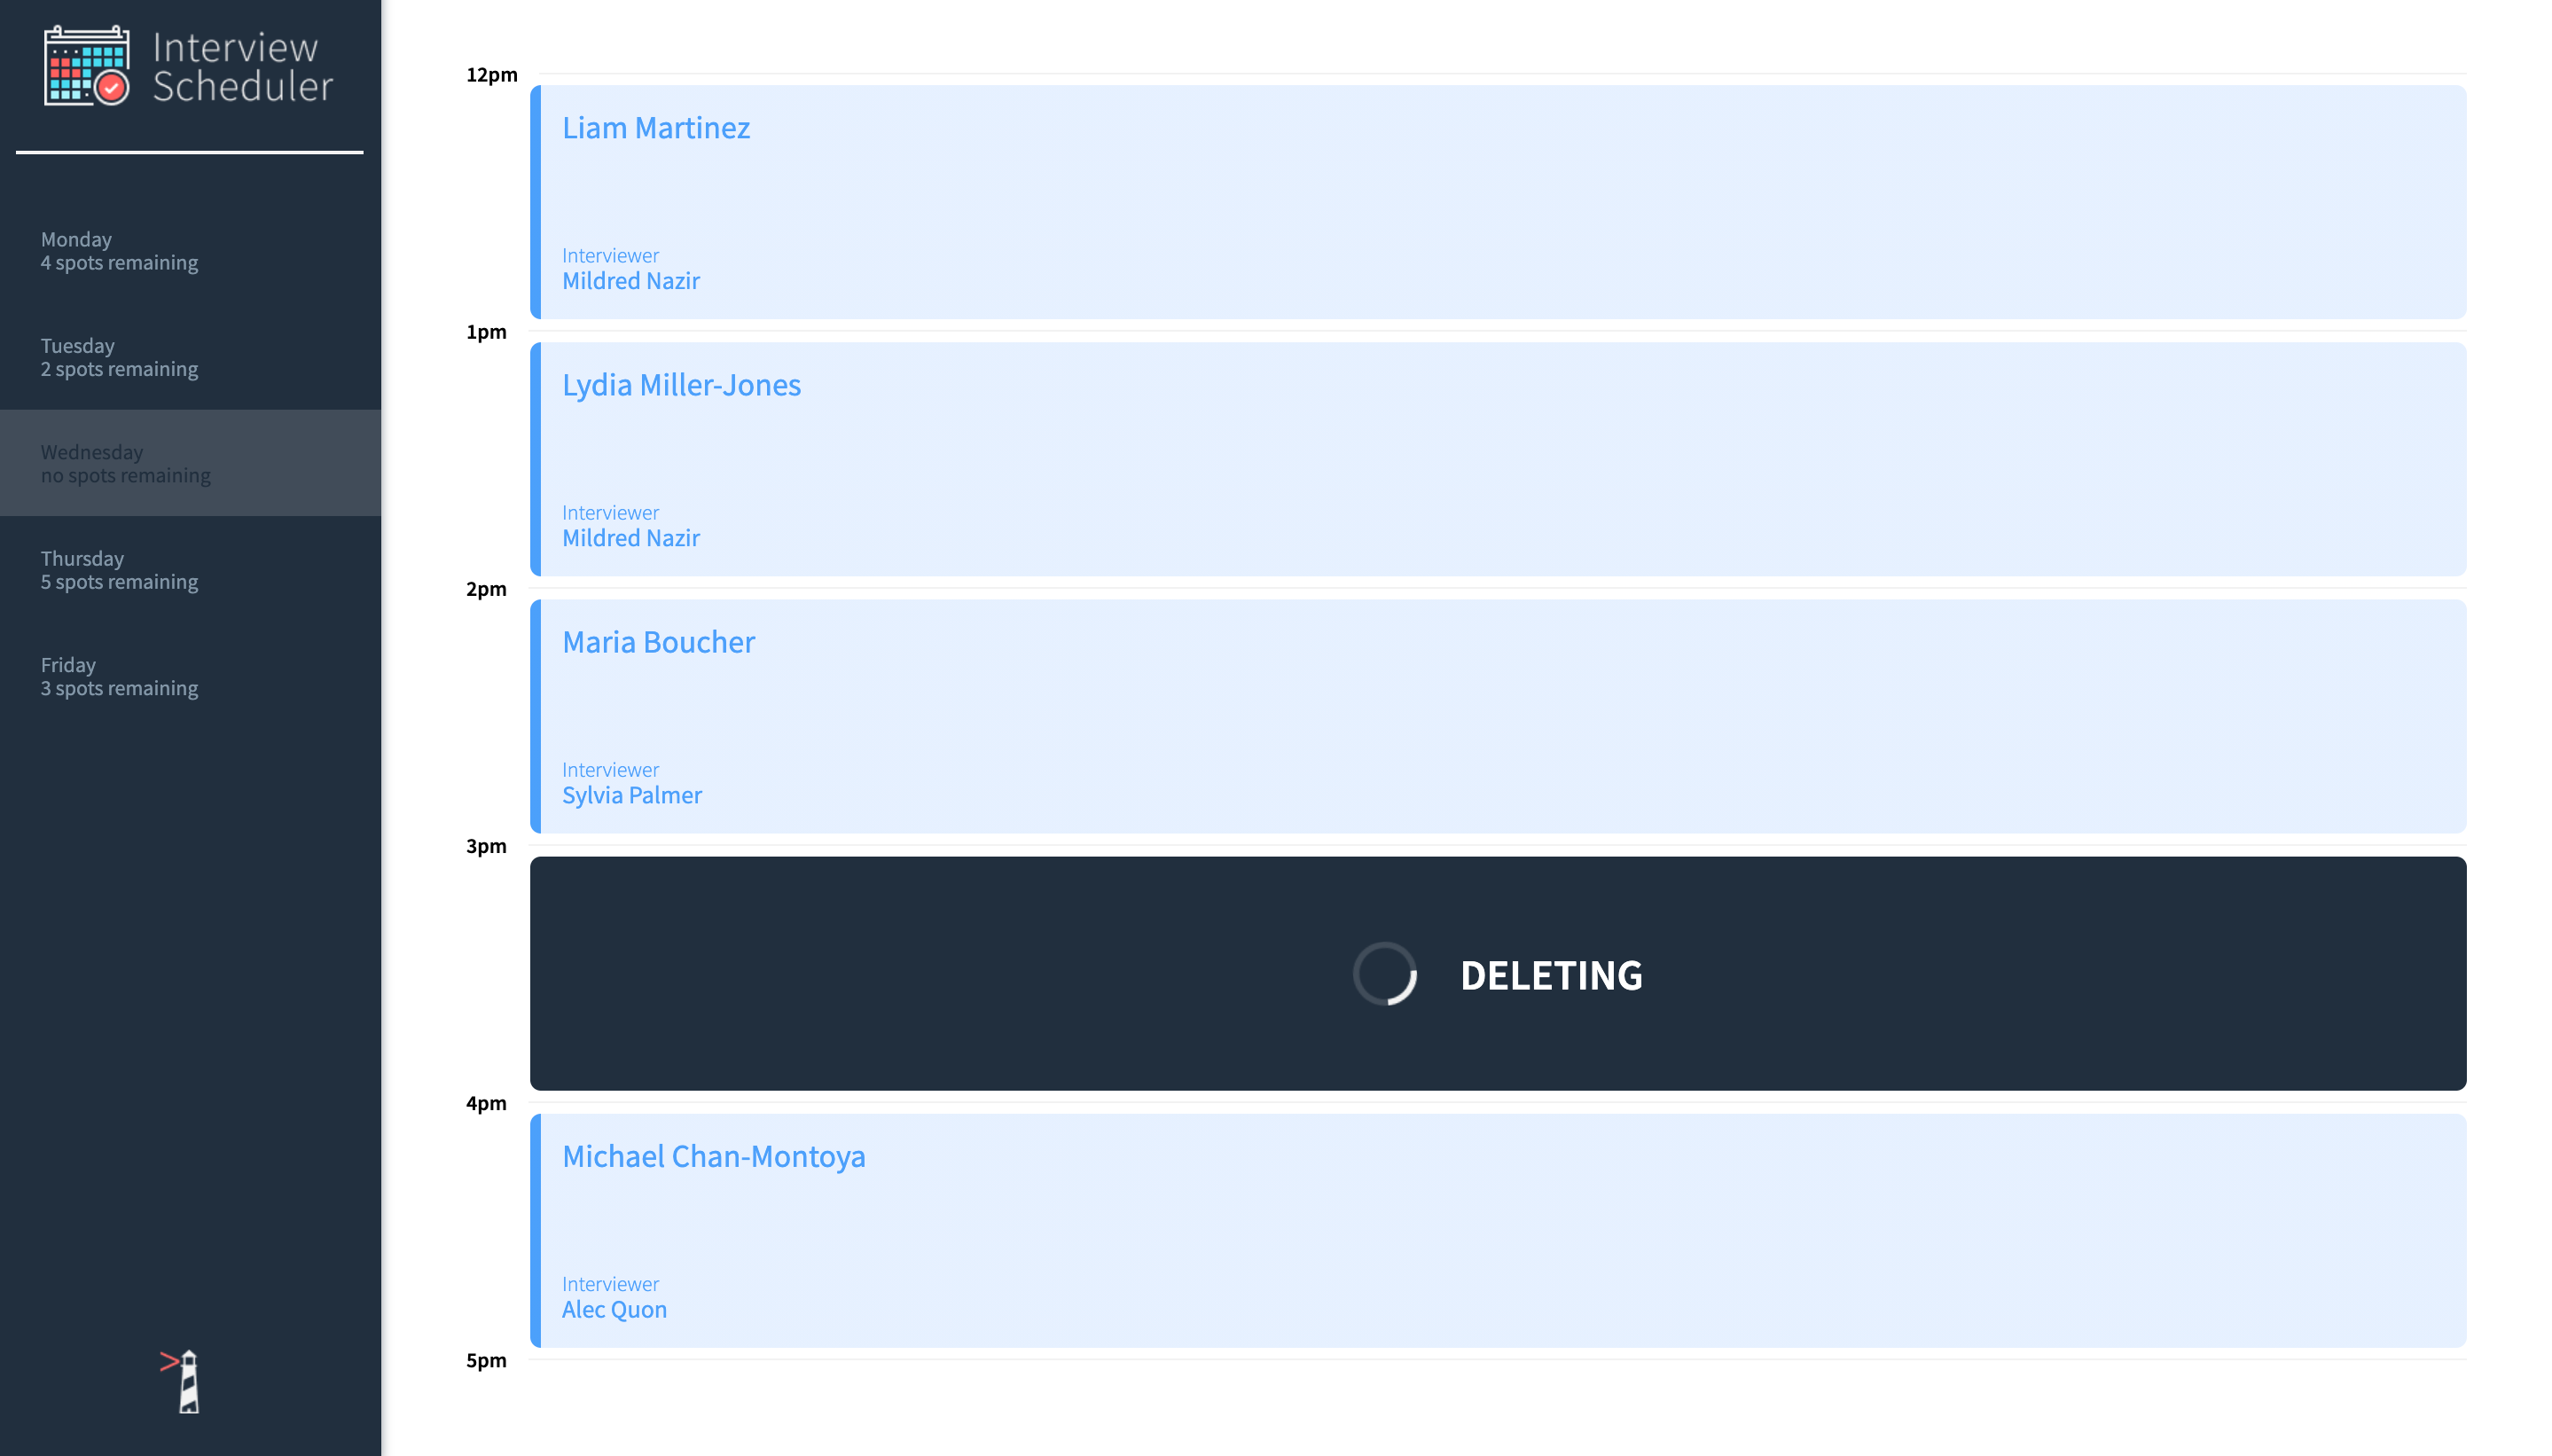 Interview
Scheduler
Monday
4 spots remaining
Tuesday
2 spots remaining
Wednesday
no spots remaining
Thursday
5 spots remaining
Friday
3 spots remaining
12pm
Liam Martinez
Interviewer
Mildred Nazir
1pm
Lydia Miller-Jones
Interviewer
Mildred Nazir
2pm
Maria Boucher
Interviewer
Sylvia Palmer
3pm
DELETING
4pm
Michael Chan-Montoya
Interviewer
Alec Quon
5pm